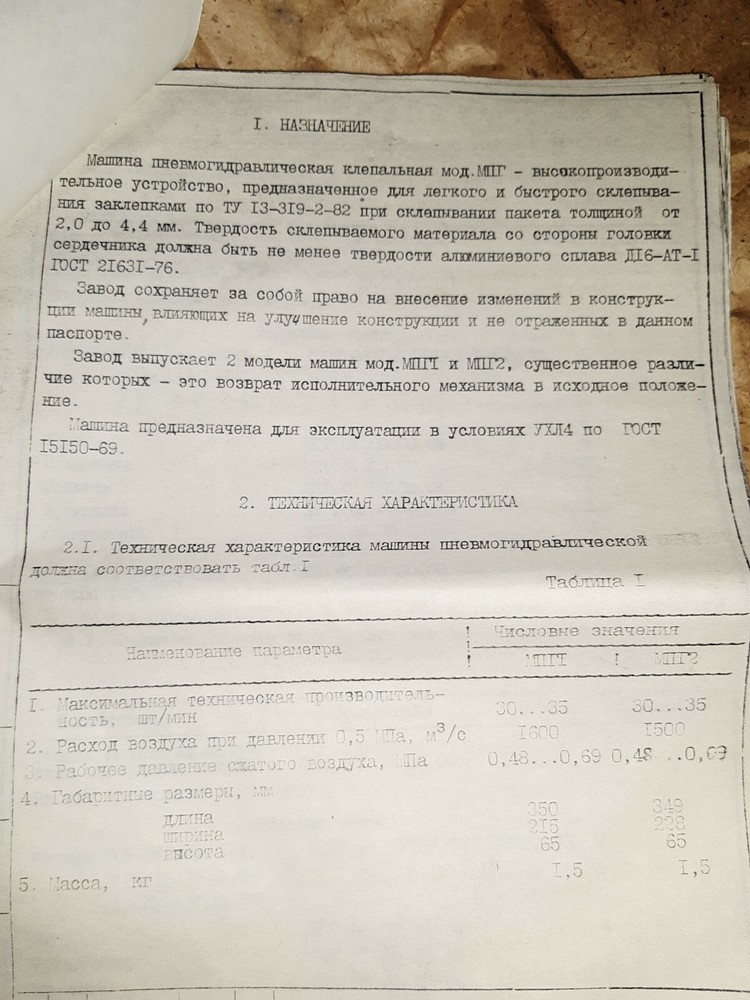 I. НАЗНАЧЕНИЕ
Машина пневмогидравлическая клепальная мод.МПГ - высокопроизводи-
тельное устройство, предназначенное для легкого и быстрого склепыва-
ния заклепками по ТУ I3-3I9-2-82 при склепывании пакета толщиной от
2,0 до 4,4 мм. Твердость склепываемого материала со стороны головки
сердечника должна быть не менее твердости алюминиевого сплава Д16-АТ-I
ГОСТ 2I63I-76.
Завод сохраняет за собой право на внесение изменений в конструк-
ции машины, влияющих на улучшение конструкции и не отраженных в данном
паспорте.
Завод выпускает 2 модели машин мод.МПГ1 и МПГ2, существенное разли-
чие которых - это возврат исполнительного механизма в исходное положе-
ние.
Машина предназначена для эксплуатации в условиях УХЛ4 по ГОСТ
I5I50-69.
2. ТЕХНИЧЕСКАЯ ХАРАКТЕРИСТИКА
2.I. Техническая характеристика машины пневмогидравлической
должна соответствовать табл.I
Таблица I
Наименование параметра ! Числовые значения
! МПГ1 ! МПГ2
I. Максимальная техническая производитель-
ность, шт/мин 30...35 30...35
2. Расход воздуха при давлении 0,5 МПа, м³/с I600 I500
3. Рабочее давление сжатого воздуха, МПа 0,48...0,69 0,48...0,69
4. Габаритные размеры, мм
длина 350 349
ширина 2I5 228
высота 65 65
5. Масса, кг I,5 I,5